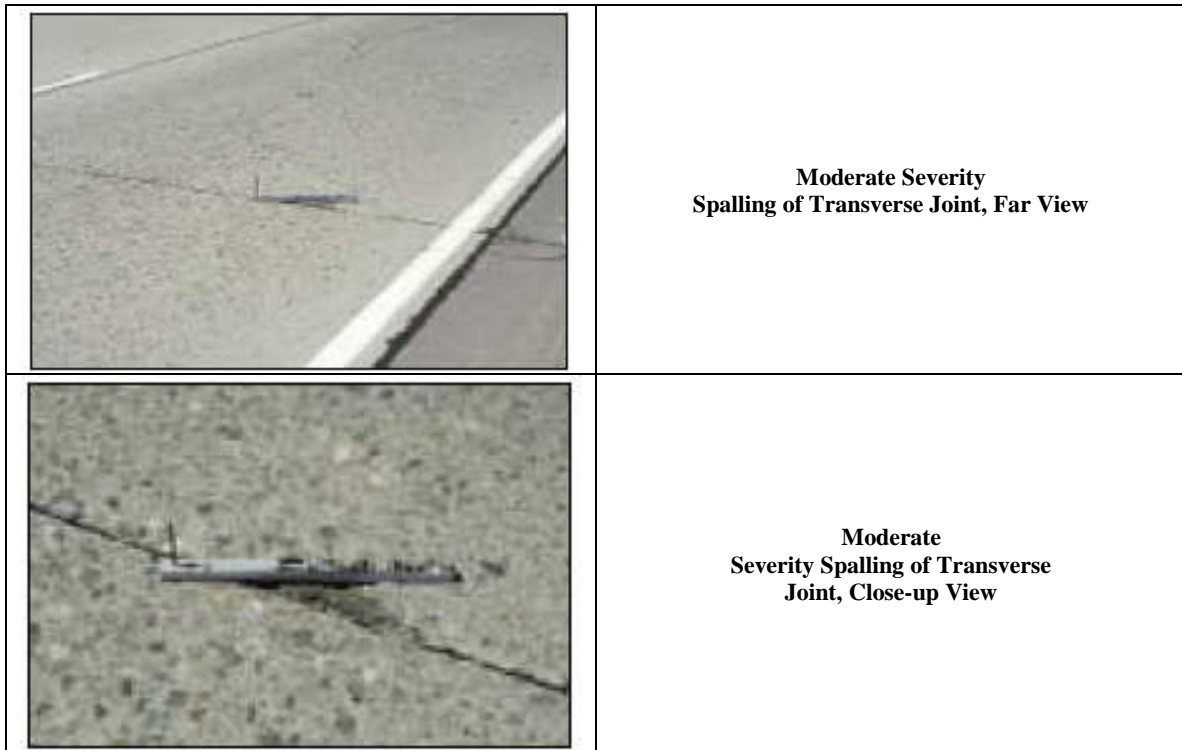 Moderate Severity
Spalling of Transverse Joint, Far View
Moderate
Severity Spalling of Transverse
Joint, Close-up View